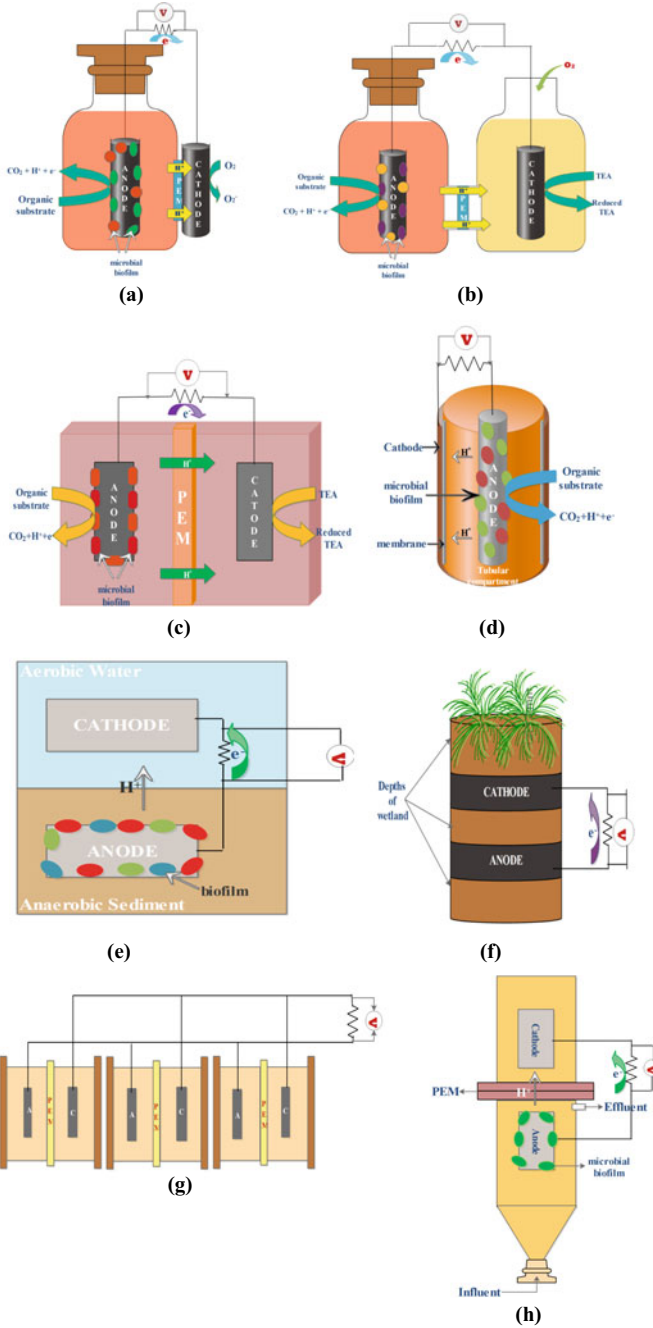 V
e
CO₂ + H⁺ + e⁻
Organic
substrate
ANODE
H⁺
PEM
H⁺
CATHODE
O₂
O₂⁻
microbial
biofilm
(a)
V
e
O₂
Organic
substrate
CO₂ + H⁺ + e
ANODE
H⁺
PEM
H⁺
CATHODE
TEA
Reduced
TEA
microbial
biofilm
(b)
V
e⁻
Organic
substrate
CO₂+H⁺+e⁻
ANODE
H⁺
PEM
H⁺
CATODE
TEA
Reduced
TEA
microbial
biofilm
(c)
V
Cathode
H⁺
microbial
biofilm
ANODE
Organic
substrate
CO₂+H⁺+e⁻
H⁺
membrane
Tubular
(d)
Aerobic Water
CATHODE
e⁻
V
H⁺
ANODE
biofilm
Anaerobic Sediment
(e)
Depths
of
wetland
CATHODE
ANODE
e⁻
V
(f)
V
A
PEM
C
A
PEM
C
A
PEM
C
(g)
Cathode
e⁻
V
PEM
H⁺
Effluent
Anode
microbial
biofilm
Influent
(h)